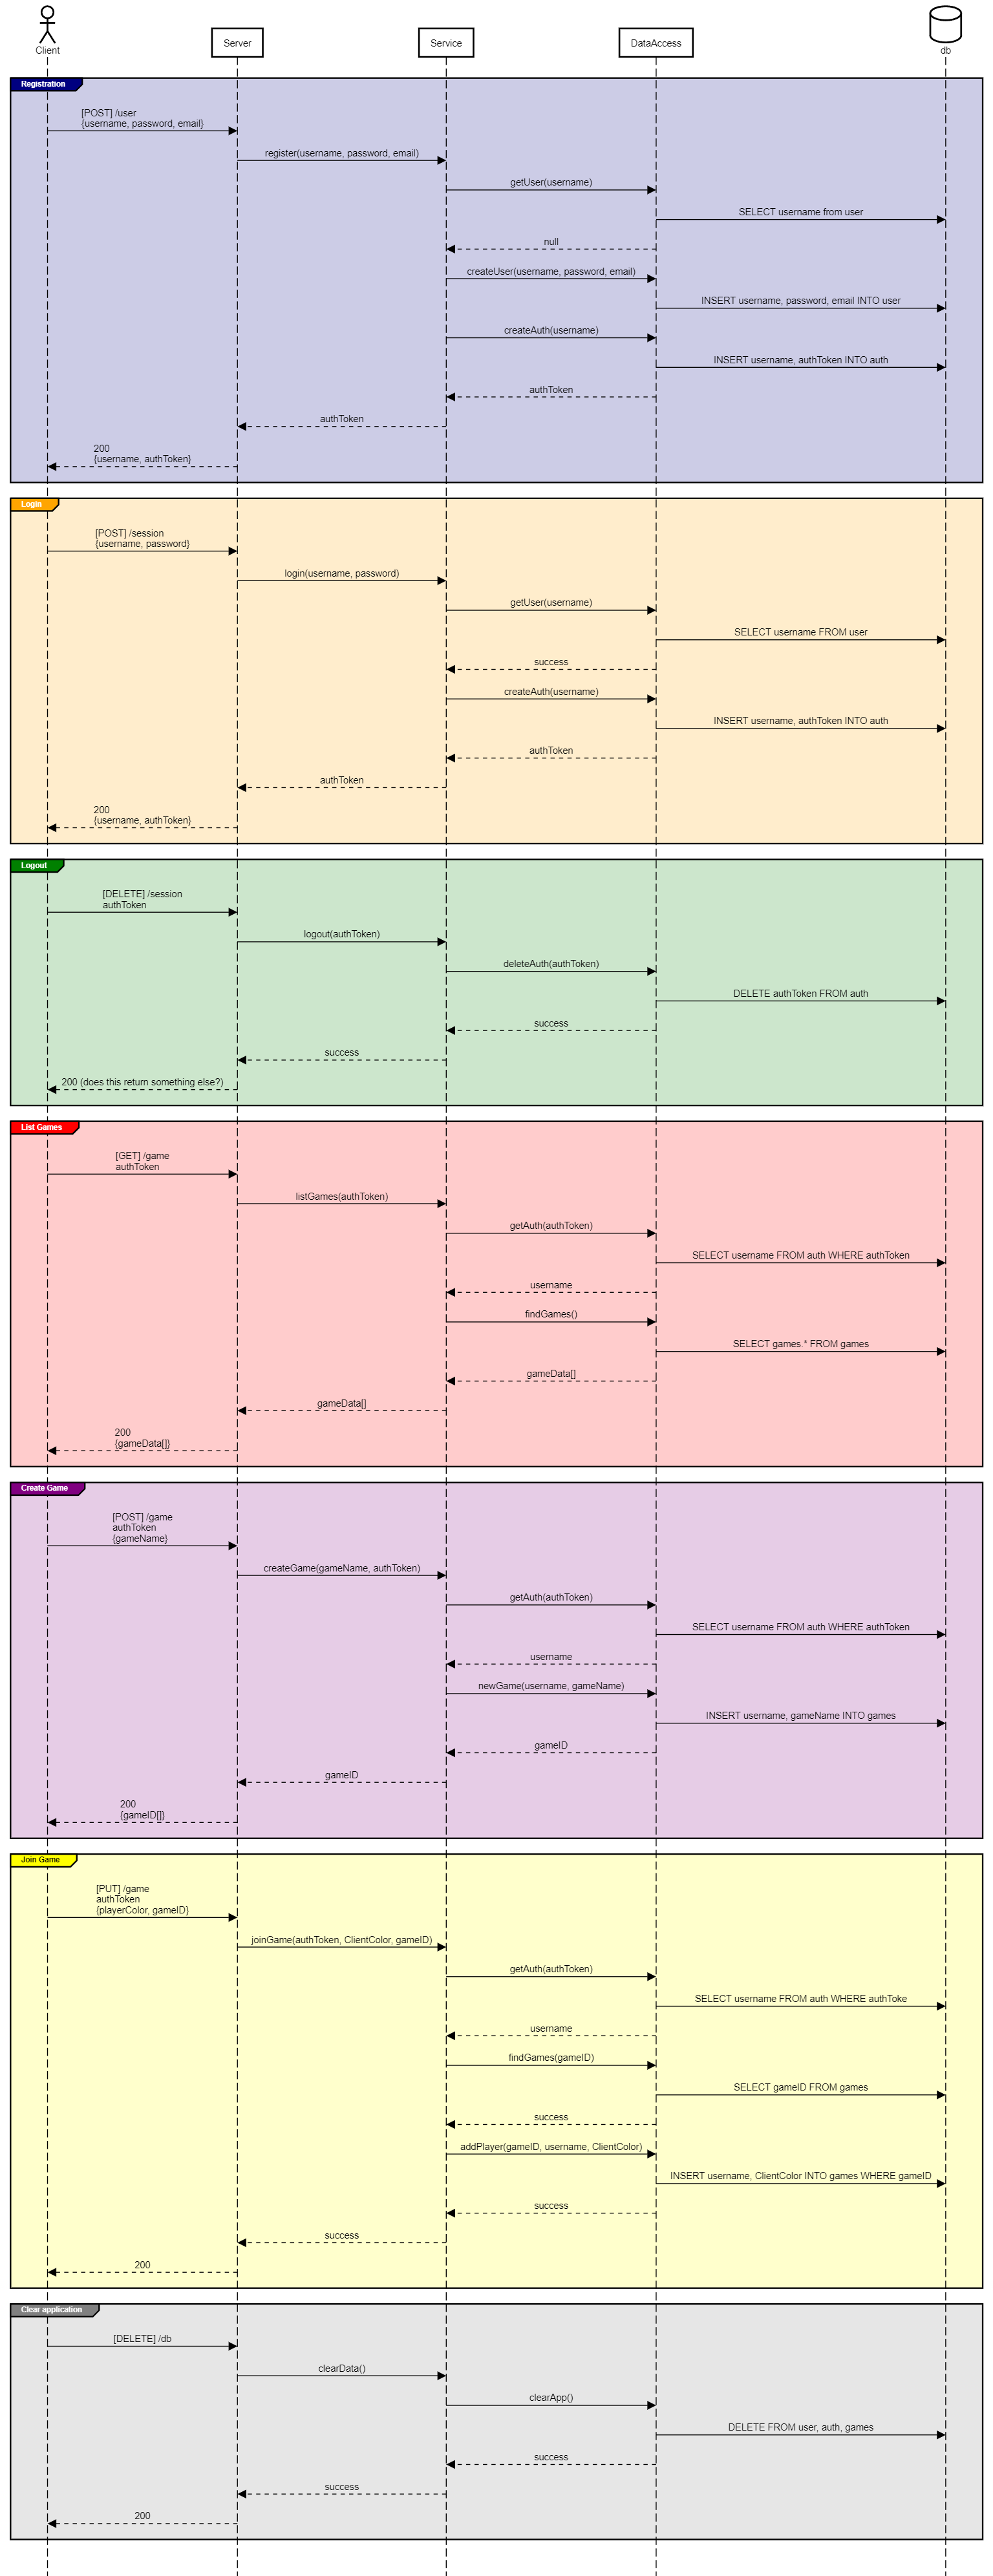 Client
Server
Service
DataAccess
db
Registration
[POST] /user
{username, password, email}
register(username, password, email)
getUser(username)
SELECT username from user
null
createUser(username, password, email)
INSERT username, password, email INTO user
createAuth(username)
INSERT username, authToken INTO auth
authToken
authToken
200
{username, authToken}
Login
[POST] /session
{username, password}
login(username, password)
getUser(username)
SELECT username FROM user
success
createAuth(username)
INSERT username, authToken INTO auth
authToken
authToken
200
{username, authToken}
Logout
[DELETE] /session
authToken
logout(authToken)
deleteAuth(authToken)
DELETE authToken FROM auth
success
success
200 (does this return something else?)
List Games
[GET] /game
authToken
listGames(authToken)
getAuth(authToken)
SELECT username FROM auth WHERE authToken
username
findGames()
SELECT games.* FROM games
gameData[]
gameData[]
200
{gameData[]}
Create Game
[POST] /game
authToken
{gameName}
createGame(gameName, authToken)
getAuth(authToken)
SELECT username FROM auth WHERE authToken
username
newGame(username, gameName)
INSERT username, gameName INTO games
gameID
gameID
200
{gameID[]}
Join Game
[PUT] /game
authToken
{playerColor, gameID}
joinGame(authToken, ClientColor, gameID)
getAuth(authToken)
SELECT username FROM auth WHERE authToke
username
findGames(gameID)
SELECT gameID FROM games
success
addPlayer(gameID, username, ClientColor)
INSERT username, ClientColor INTO games WHERE gameID
success
success
200
Clear application
[DELETE] /db
clearData()
clearApp()
DELETE FROM user, auth, games
success
success
200